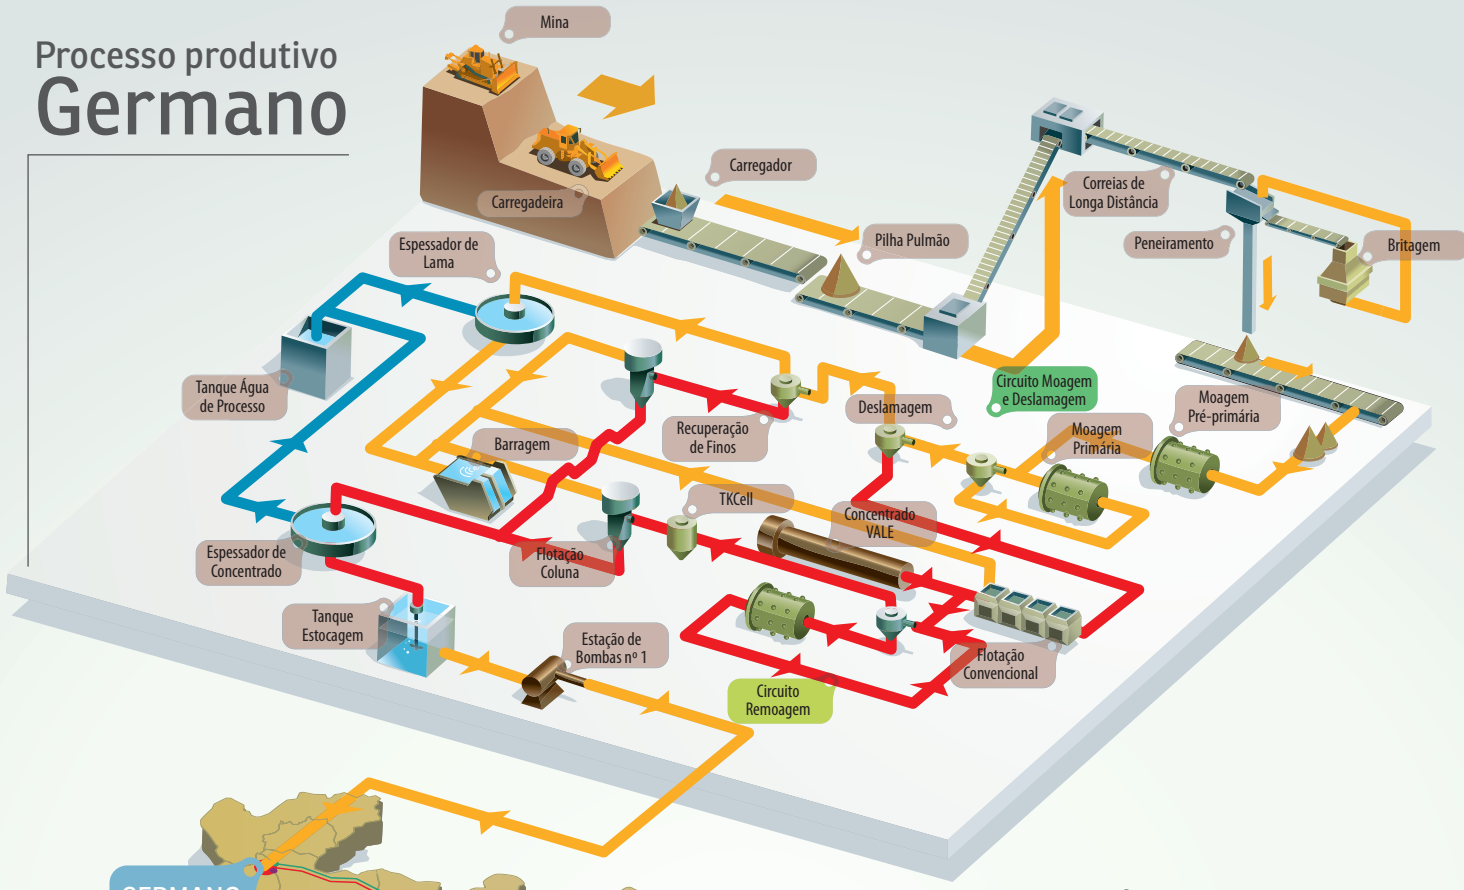 Processo produtivo
Germano
Mina
Carregador
Carregadeira
Pilha Pulmão
Correias de
Longa Distância
Peneiramento
Britagem
Espessador de
Lama
Tanque Água
de Processo
Barragem
Recuperação
de Finos
Deslamagem
Circuito Moagem
e Deslamagem
Moagem
Primária
Moagem
Pré-primária
TKCell
Concentrado
VALE
Espessador de
Concentrado
Flotação
Coluna
Tanque
Estocagem
Estação de
Bombas nº 1
Circuito
Remoagem
Flotação
Convencional
GERMANO